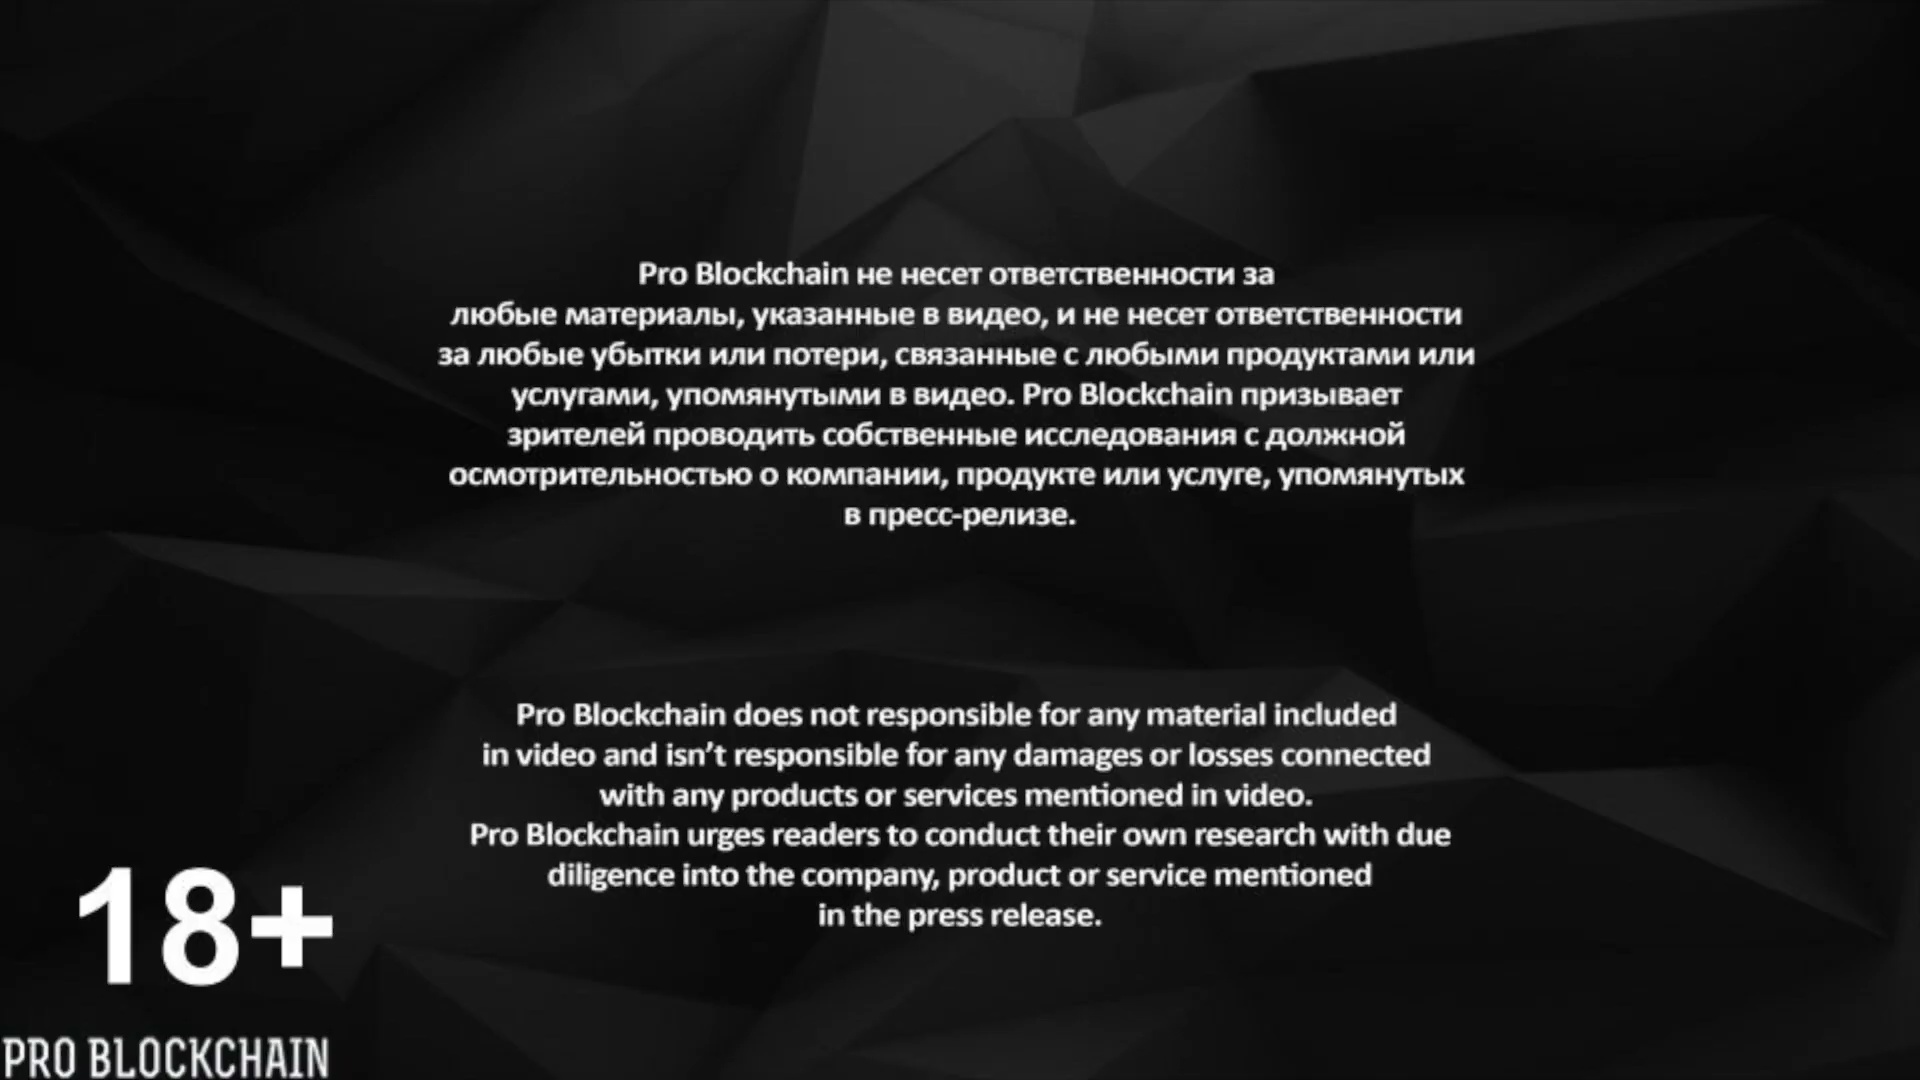 Pro Blockchain не несет ответственности за
любые материалы, указанные в видео, и не несет ответственности
за любые убытки или потери, связанные с любыми продуктами или
услугами, упомянутыми в видео. Pro Blockchain призывает
зрителей проводить собственные исследования с должной
осмотрительностью о компании, продукте или услуге, упомянутых
в пресс-релизе.
Pro Blockchain does not responsible for any material included
in video and isn’t responsible for any damages or losses connected
with any products or services mentioned in video.
Pro Blockchain urges readers to conduct their own research with due
diligence into the company, product or service mentioned
in the press release.
18+
PRO BLOCKCHAIN